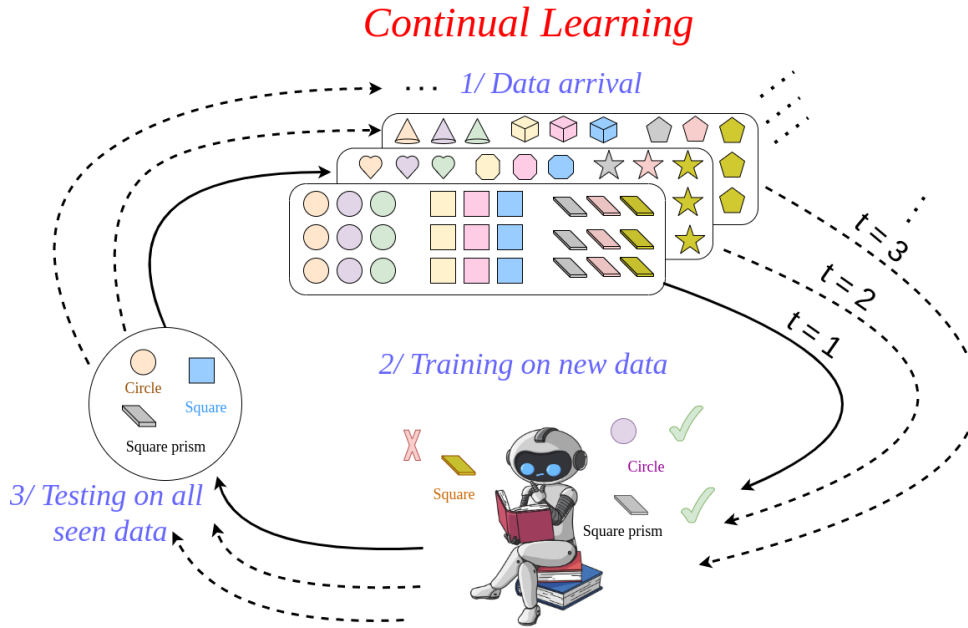 Continual Learning
1/ Data arrival
...
t = 3
t = 2
t = 1
2/ Training on new data
Circle
Square
Square prism
X
Square
Circle
Square prism
3/ Testing on all
seen data